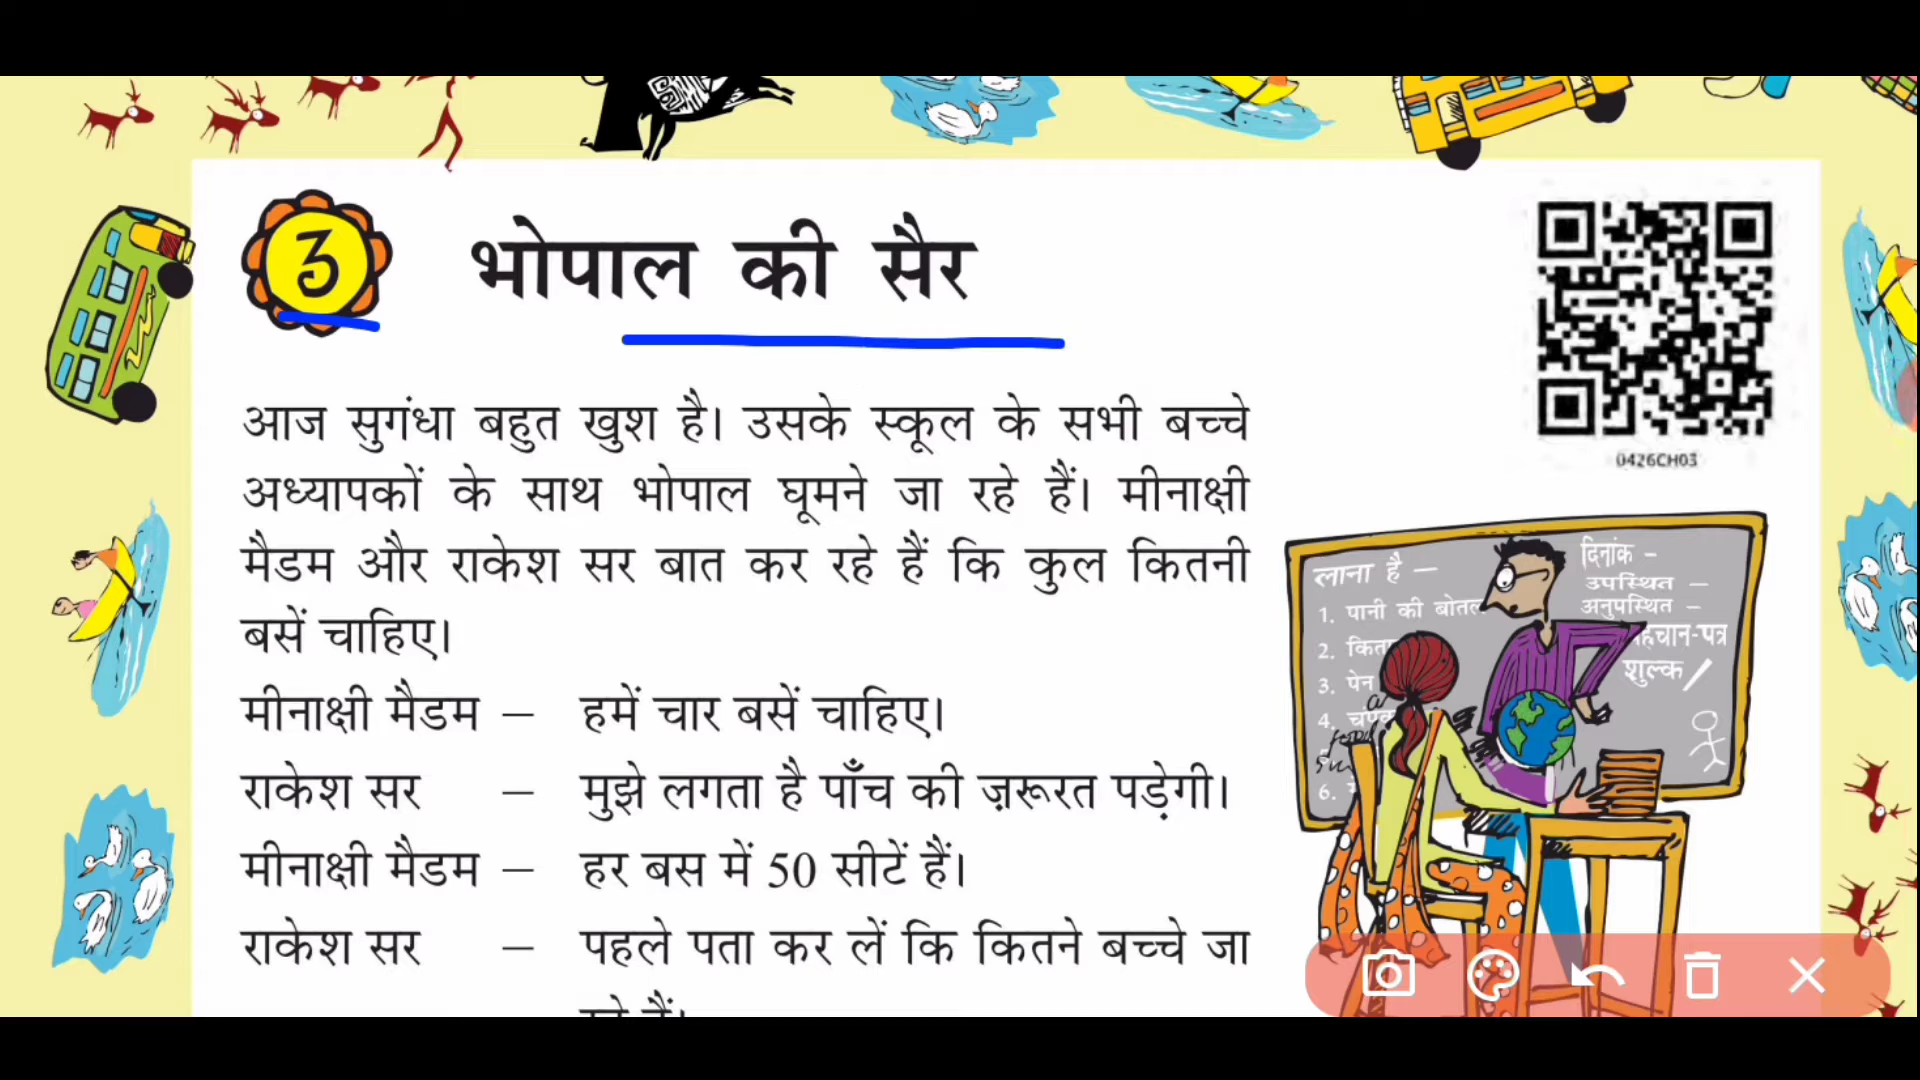 3 भोपाल की सैर
0426CH03
आज सुगंधा बहुत खुश है। उसके स्कूल के सभी बच्चे
अध्यापकों के साथ भोपाल घूमने जा रहे हैं। मीनाक्षी
मैडम और राकेश सर बात कर रहे हैं कि कुल कितनी
बसें चाहिए।
मीनाक्षी मैडम – हमें चार बसें चाहिए।
राकेश सर – मुझे लगता है पाँच की ज़रूरत पड़ेगी।
मीनाक्षी मैडम – हर बस में 50 सीटें हैं।
राकेश सर – पहले पता कर लें कि कितने बच्चे जा
रहे हैं।
लाना है –
1. पानी की बोतल
2.
3. पेन
4.
6.
दिनांक –
उपस्थित –
अनुपस्थित –
शुल्क